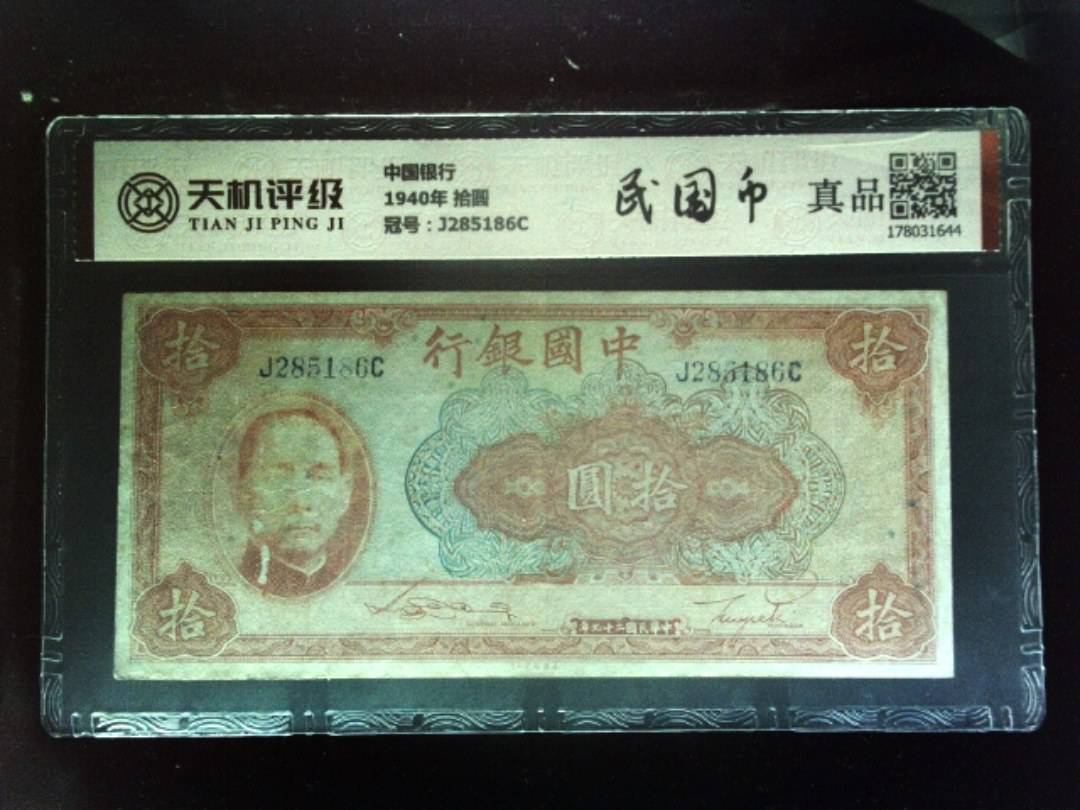 天机评级
TIAN JI PING JI
中国银行
1940年 拾圆
冠号:J285186C
民国币
真品
178031644
拾
拾
行銀國中
J285186C
J285186C
圓拾
拾
拾